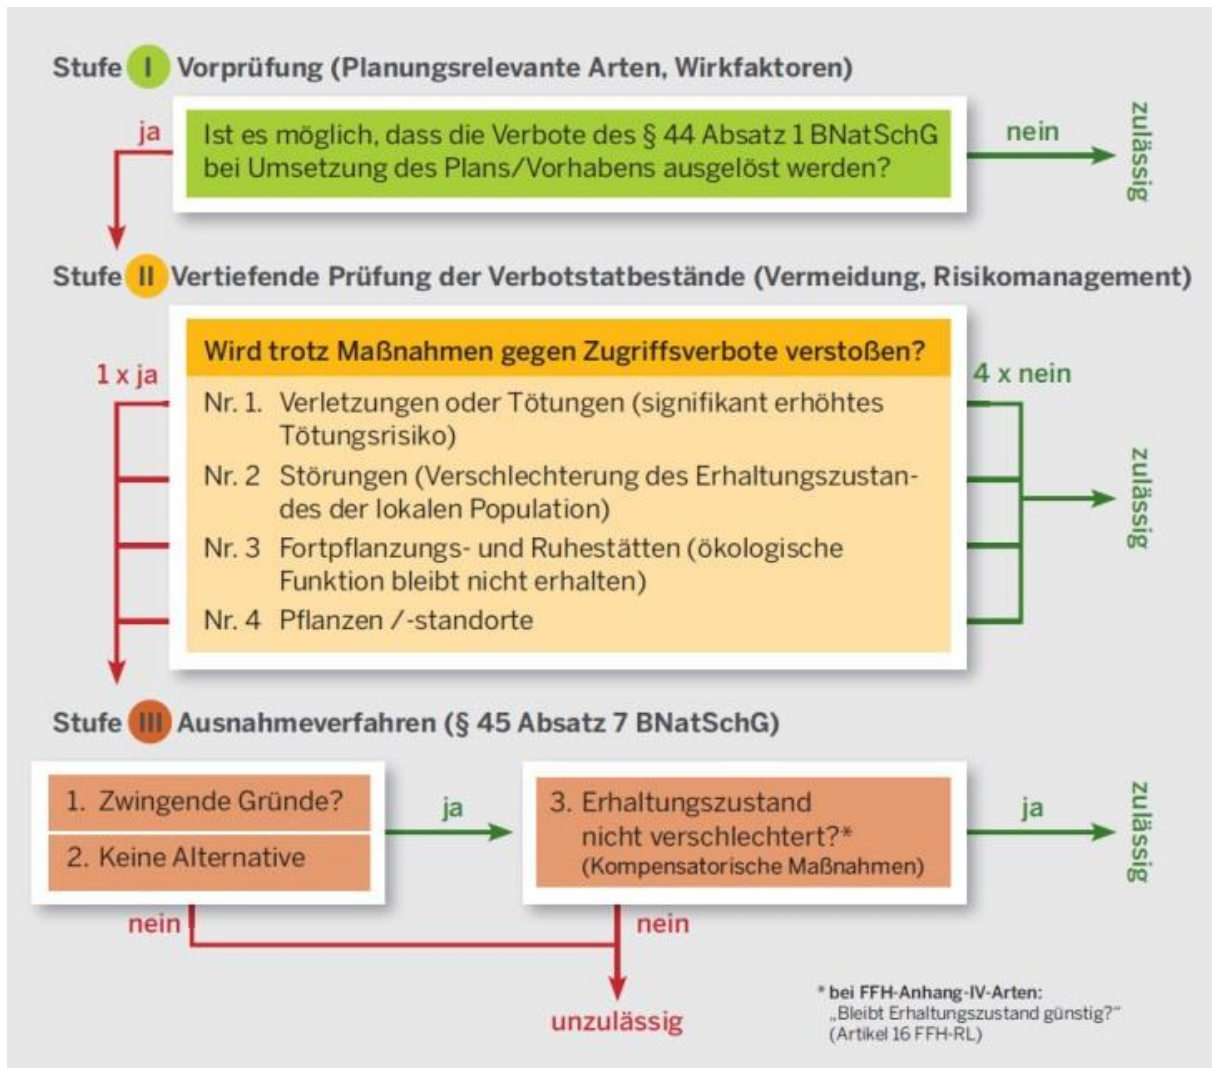 Stufe I Vorprüfung (Planungsrelevante Arten, Wirkfaktoren)
ja
Ist es möglich, dass die Verbote des § 44 Absatz 1 BNatSchG
bei Umsetzung des Plans/Vorhabens ausgelöst werden?
nein
zulässig
Stufe II Vertiefende Prüfung der Verbotstatbestände (Vermeidung, Risikomanagement)
Wird trotz Maßnahmen gegen Zugriffsverbote verstoßen?
1 x ja
4 x nein
Nr. 1. Verletzungen oder Tötungen (signifikant erhöhtes
Tötungsrisiko)
Nr. 2 Störungen (Verschlechterung des Erhaltungszustan-
des der lokalen Population)
Nr. 3 Fortpflanzungs- und Ruhestätten (ökologische
Funktion bleibt nicht erhalten)
Nr. 4 Pflanzen /-standorte
zulässig
Stufe III Ausnahmeverfahren (§ 45 Absatz 7 BNatSchG)
1. Zwingende Gründe?
2. Keine Alternative
ja
3. Erhaltungszustand
nicht verschlechtert?*
(Kompensatorische Maßnahmen)
ja
zulässig
nein
nein
unzulässig
* bei FFH-Anhang-IV-Arten:
„Bleibt Erhaltungszustand günstig?“
(Artikel 16 FFH-RL)